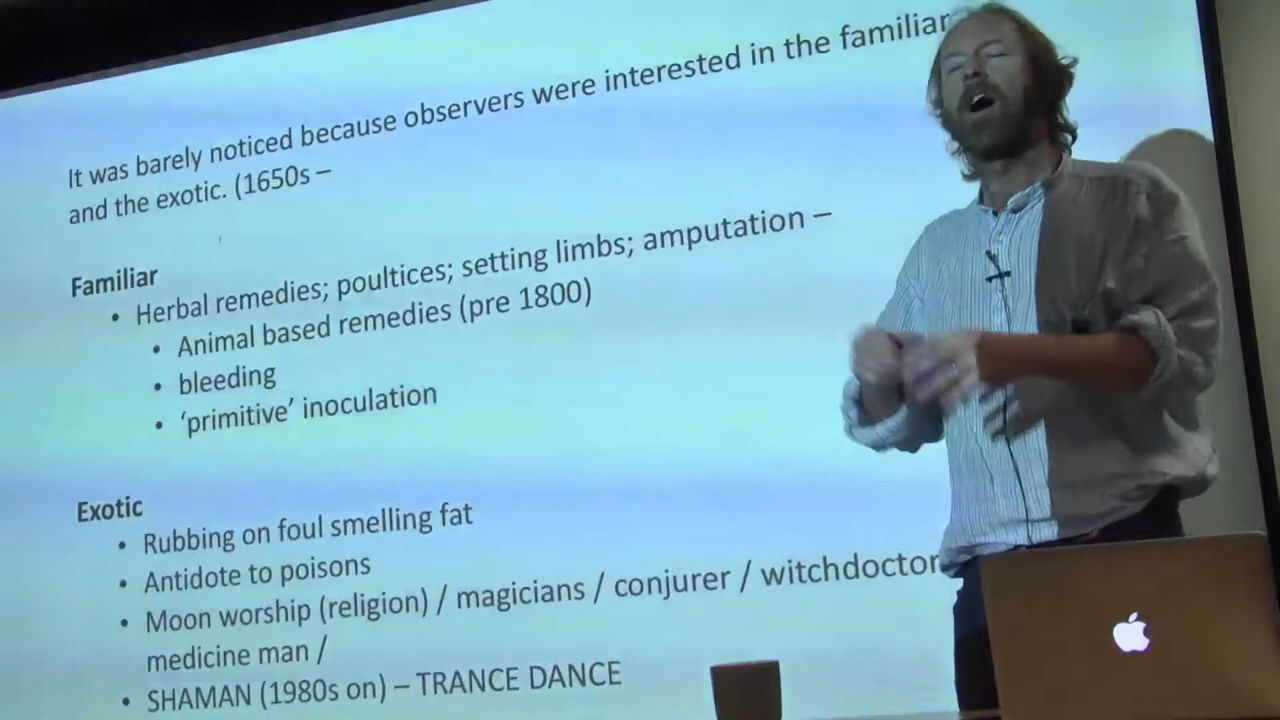 It was barely noticed because observers were interested in the familiar
and the exotic. (1650s –
Familiar
• Herbal remedies; poultices; setting limbs; amputation –
• Animal based remedies (pre 1800)
• bleeding
• ‘primitive’ inoculation
Exotic
• Rubbing on foul smelling fat
• Antidote to poisons
• Moon worship (religion) / magicians / conjurer / witchdoctor
medicine man /
• SHAMAN (1980s on) – TRANCE DANCE